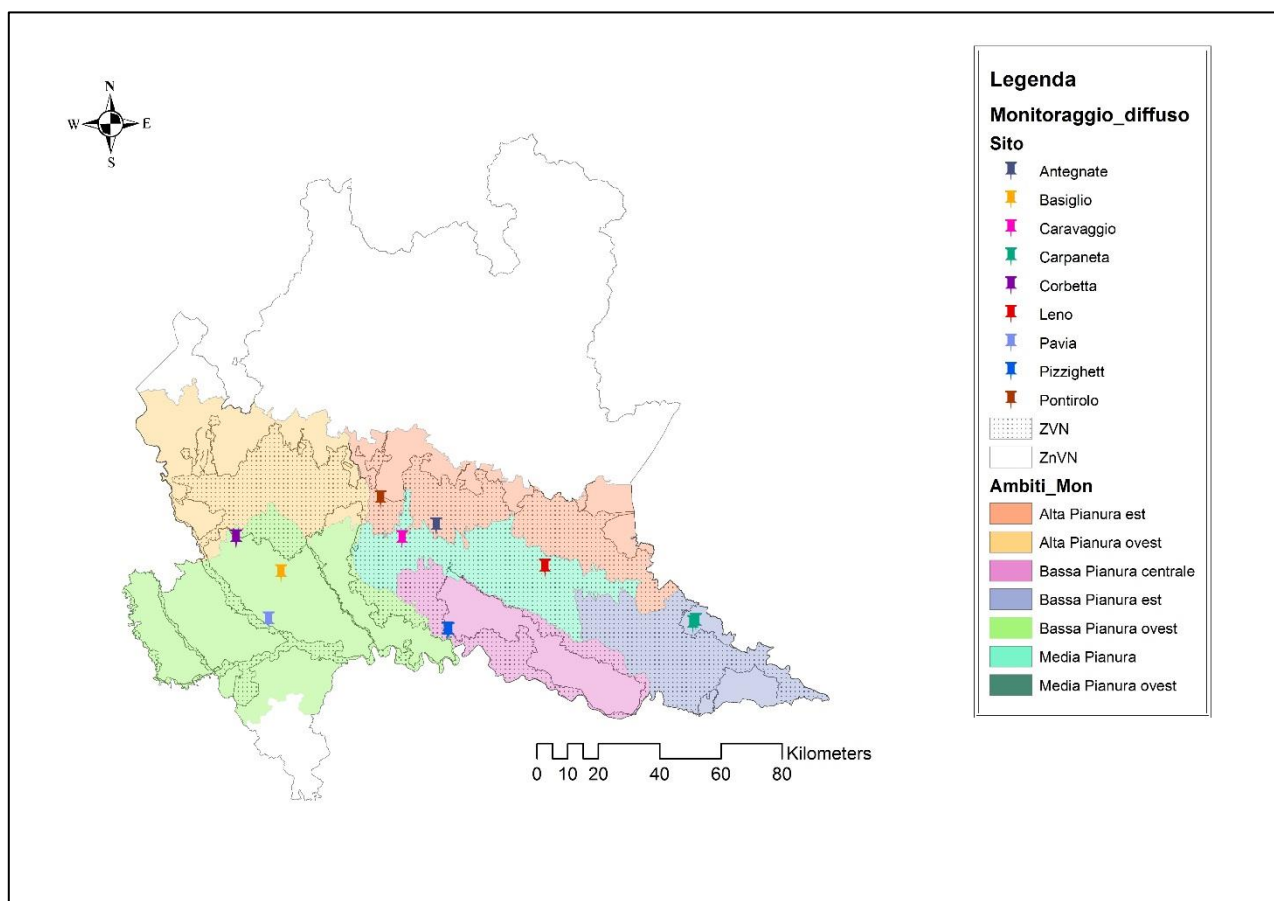 N
W E
S
Legenda
Monitoraggio_diffuso
Sito
Antegnate
Basiglio
Caravaggio
Carpaneta
Corbetta
Leno
Pavia
Pizzighett
Pontirolo
ZVN
ZnVN
Ambiti_Mon
Alta Pianura est
Alta Pianura ovest
Bassa Pianura centrale
Bassa Pianura est
Bassa Pianura ovest
Media Pianura
Media Pianura ovest
Kilometers
0 10 20 40 60 80